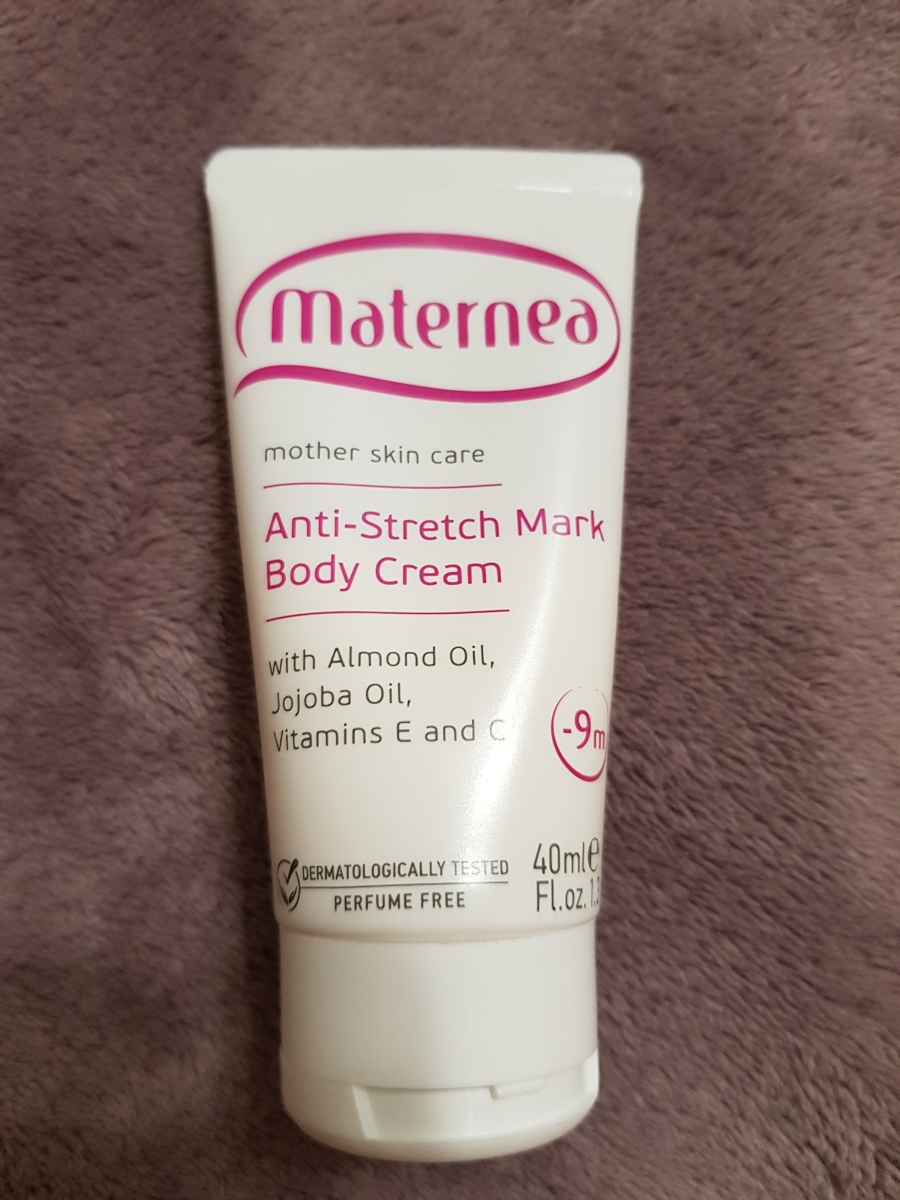 maternea
mother skin care
Anti-Stretch Mark
Body Cream
with Almond Oil,
Jojoba Oil,
Vitamins E and C
-9m
DERMATOLOGICALLY TESTED
PERFUME FREE
40ml℮
Fl.oz.